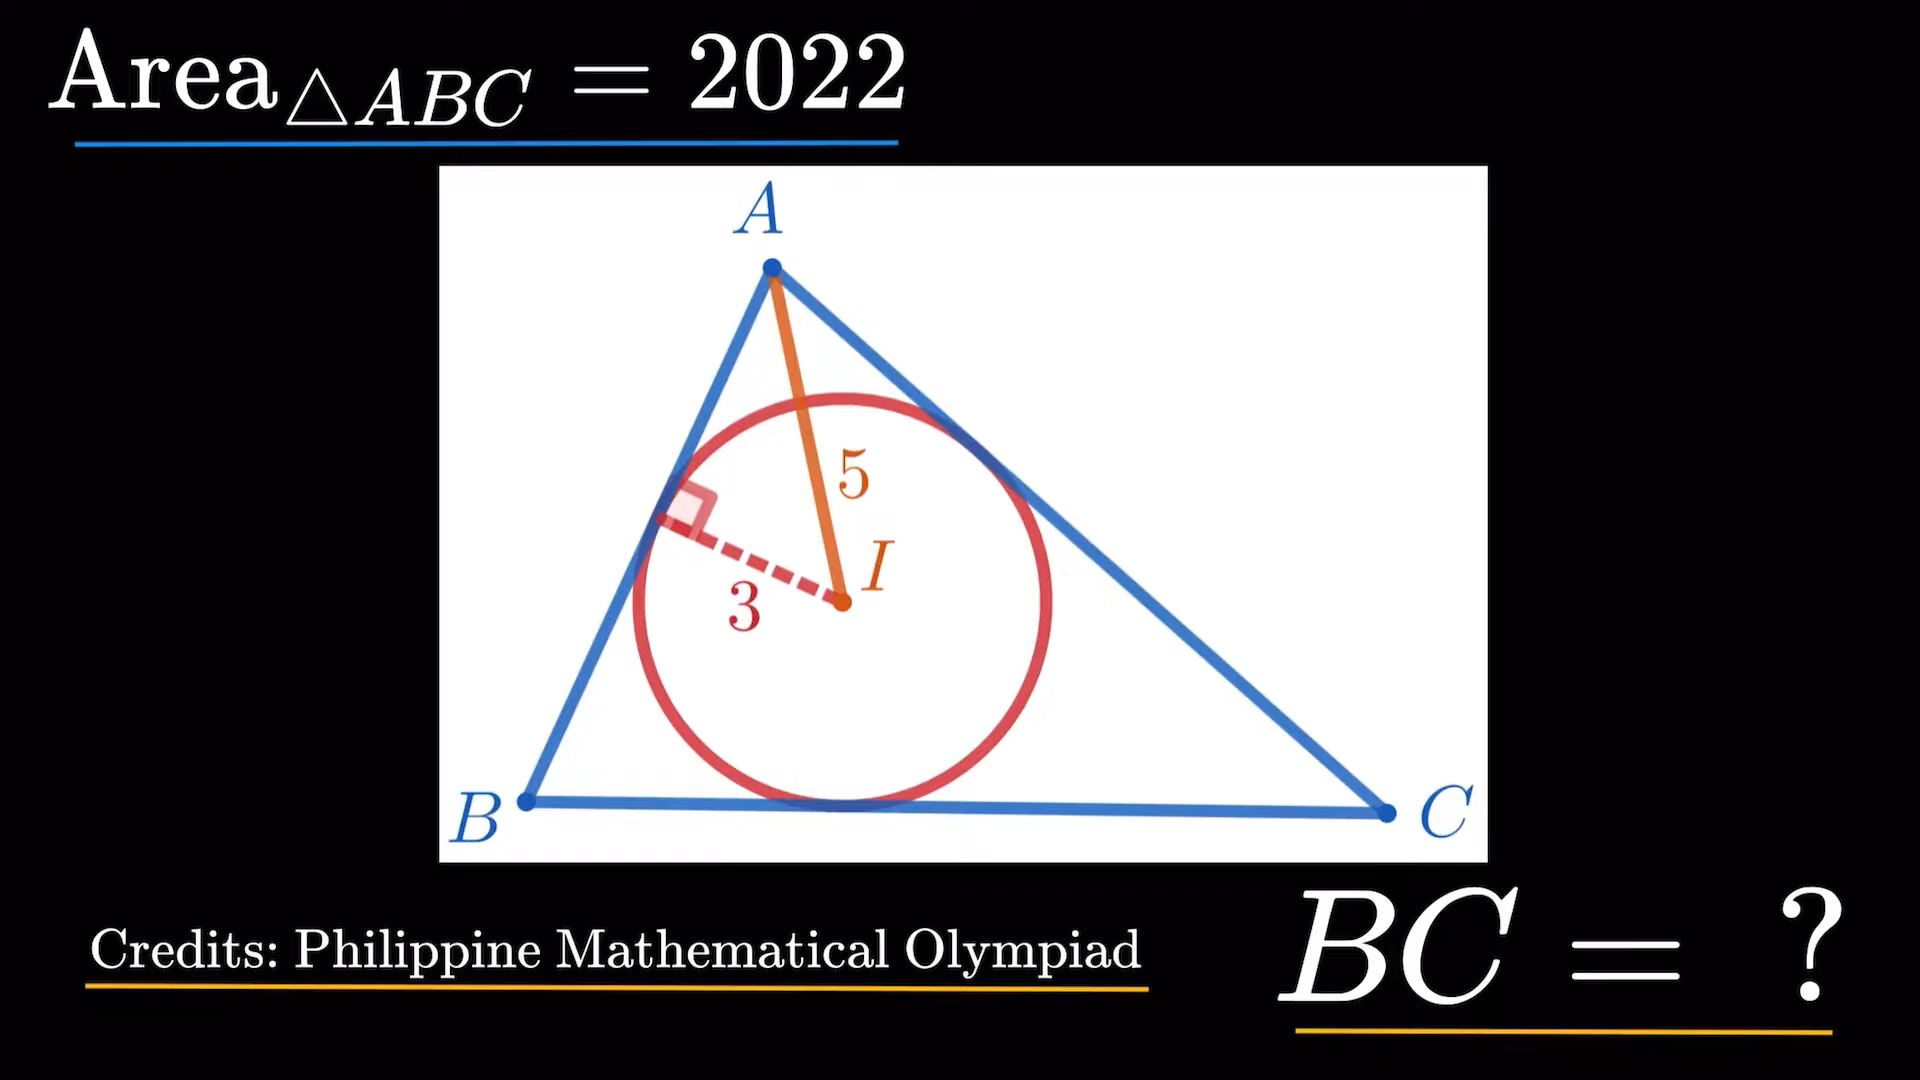 Area△ABC = 2022
A
5
I
3
B
C
Credits: Philippine Mathematical Olympiad
BC = ?